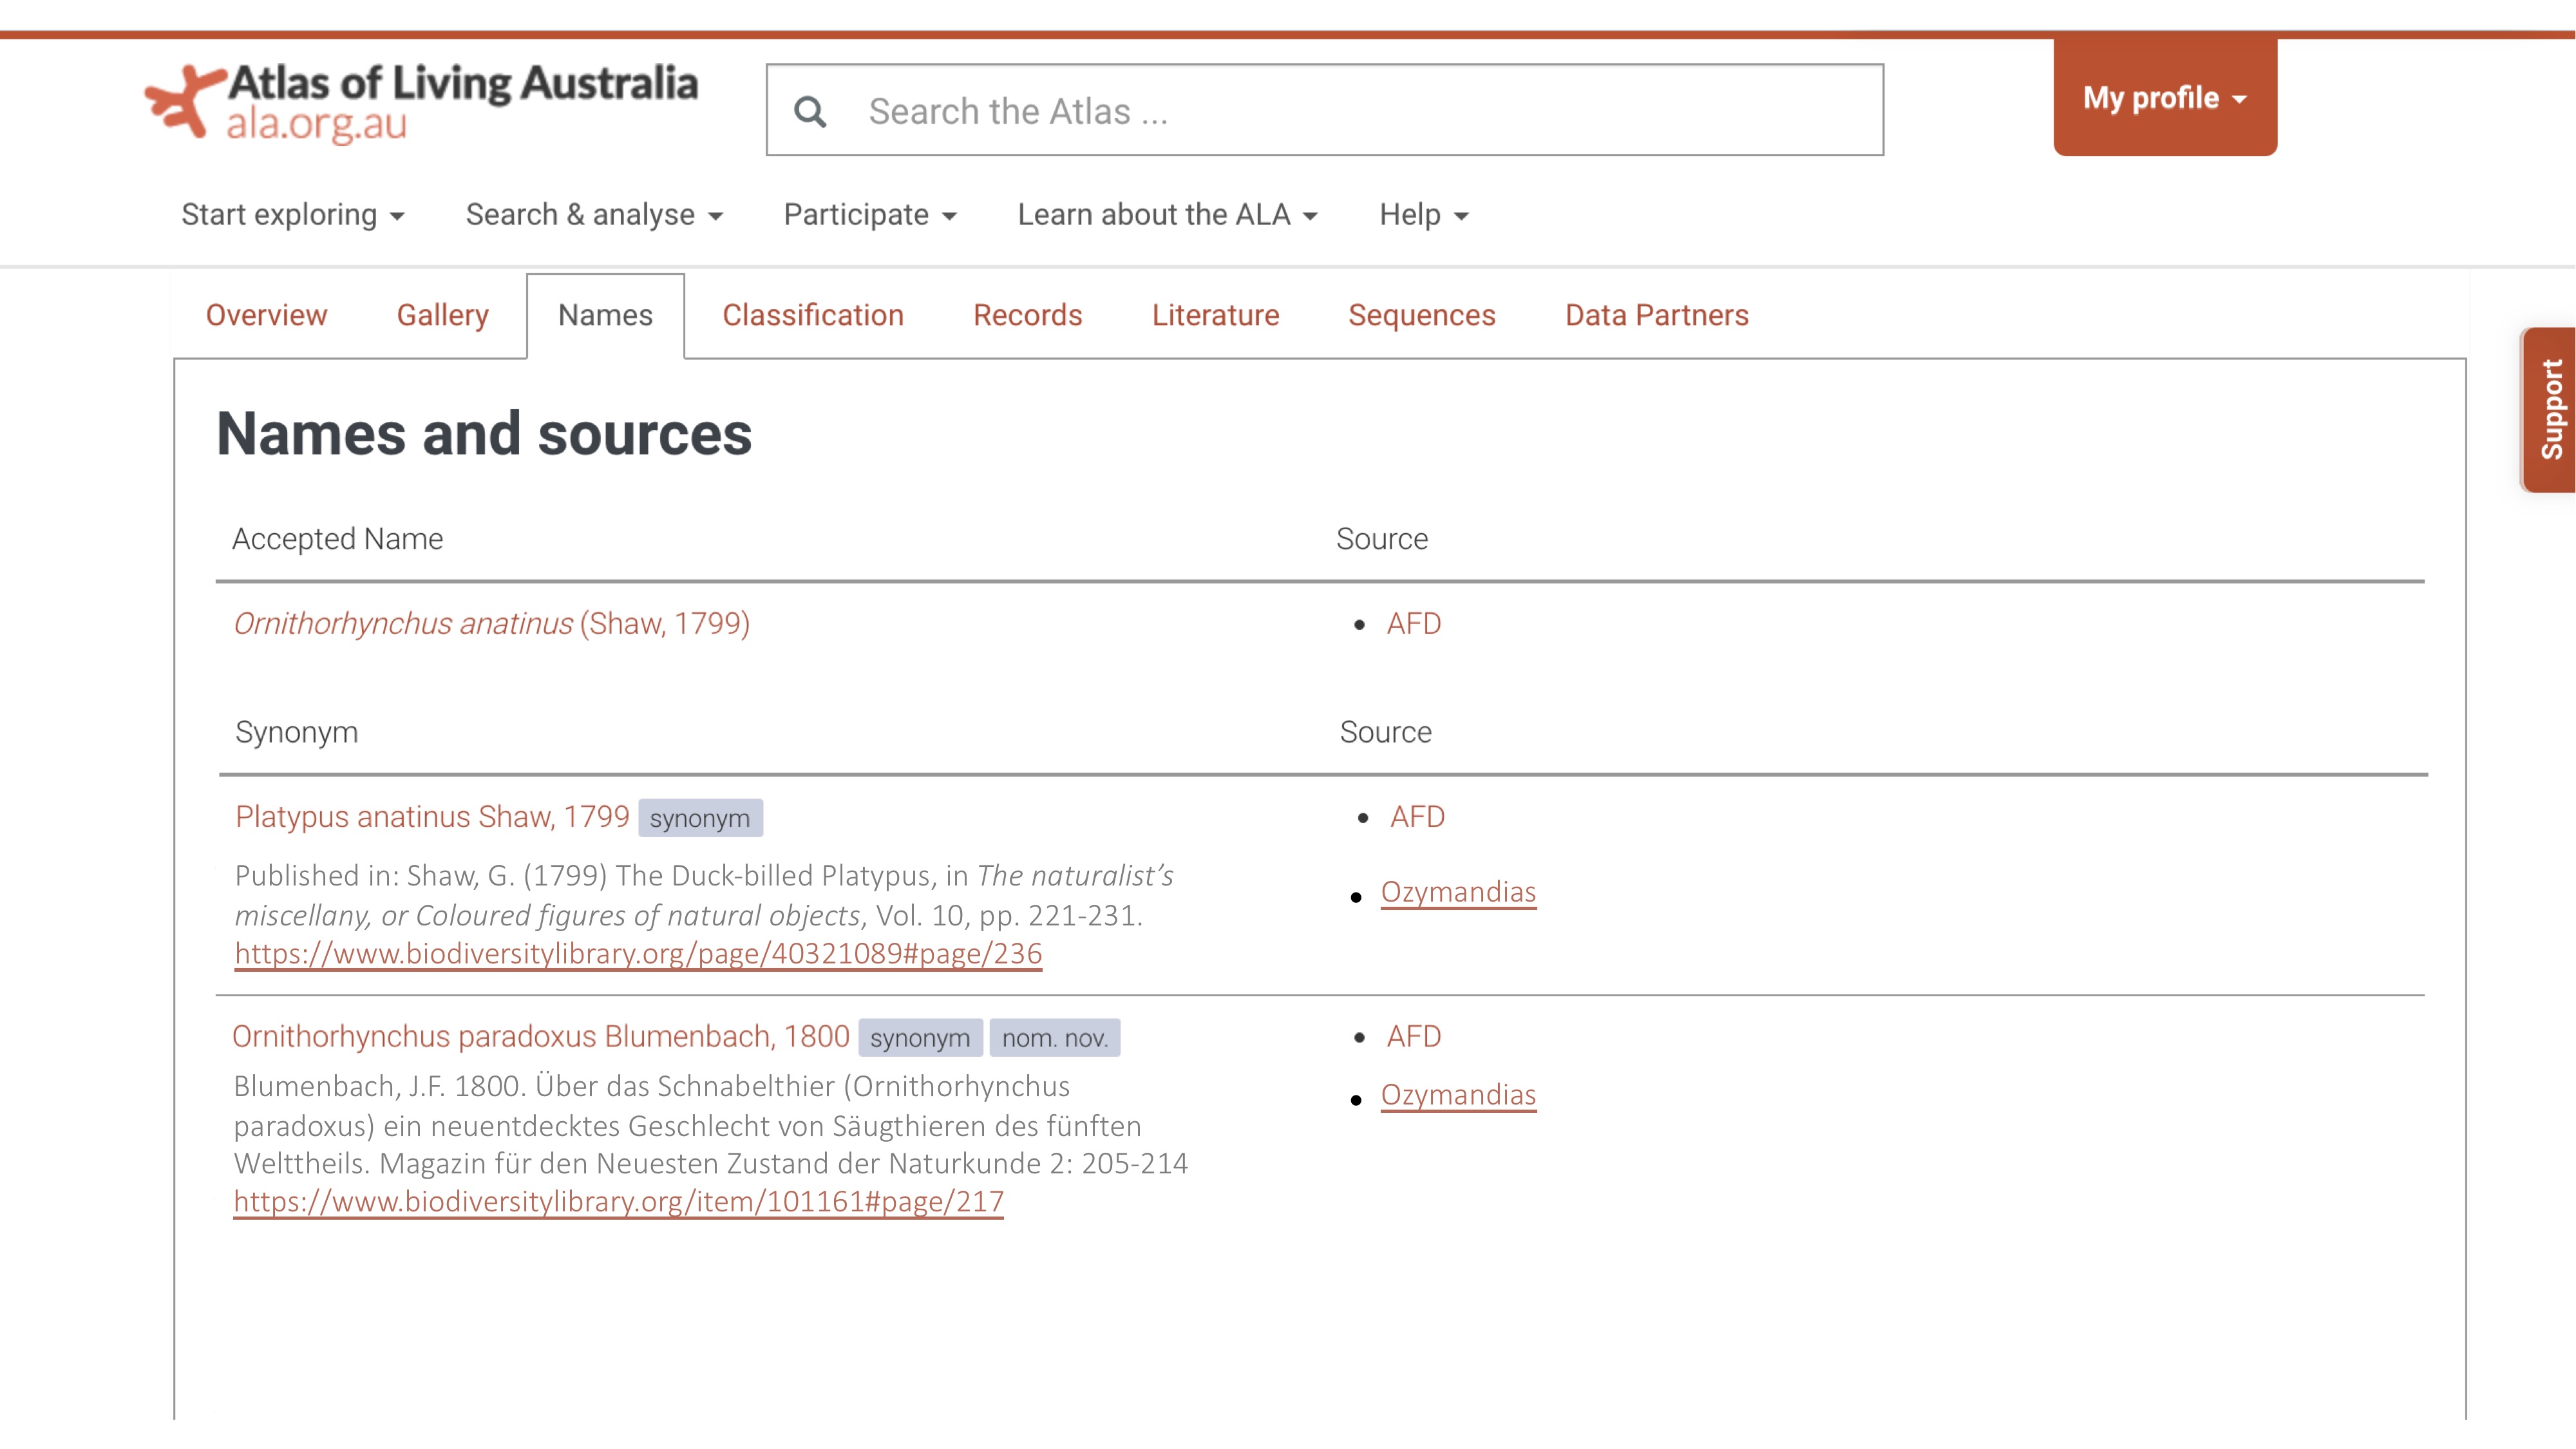 Atlas of Living Australia
ala.org.au
Search the Atlas ...
My profile
Start exploring Search & analyse Participate Learn about the ALA Help
Overview Gallery Names Classification Records Literature Sequences Data Partners
Support
Names and sources
Accepted Name Source
Ornithorhynchus anatinus (Shaw, 1799) • AFD
Synonym Source
Platypus anatinus Shaw, 1799 synonym • AFD
Published in: Shaw, G. (1799) The Duck-billed Platypus, in The naturalist’s
• Ozymandias
miscellany, or Coloured figures of natural objects, Vol. 10, pp. 221-231.
https://www.biodiversitylibrary.org/page/40321089#page/236
Ornithorhynchus paradoxus Blumenbach, 1800 synonym nom. nov. • AFD
Blumenbach, J.F. 1800. Über das Schnabelthier (Ornithorhynchus
• Ozymandias
paradoxus) ein neuentdecktes Geschlecht von Säugthieren des fünften
Welttheils. Magazin für den Neuesten Zustand der Naturkunde 2: 205-214
https://www.biodiversitylibrary.org/item/101161#page/217